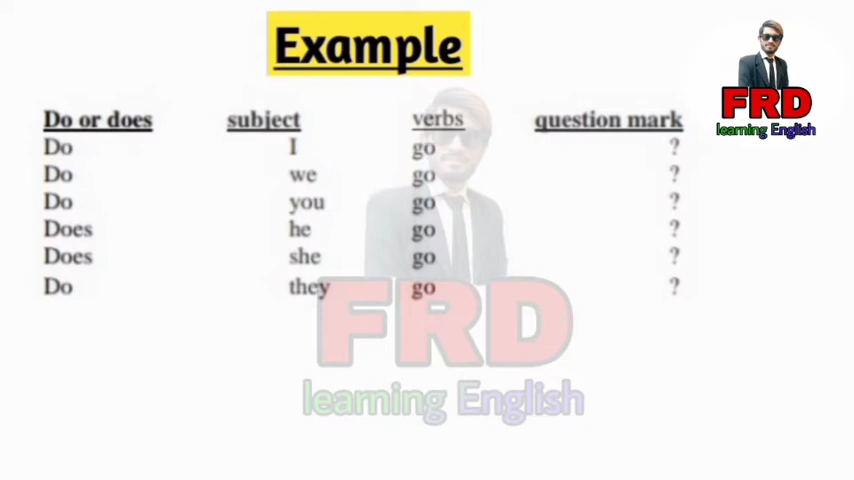 Example
FRD
learning English
Do or does subject verbs question mark
Do I go ?
Do we go ?
Do you go ?
Does he go ?
Does she go ?
Do they go ?
FRD
learning English